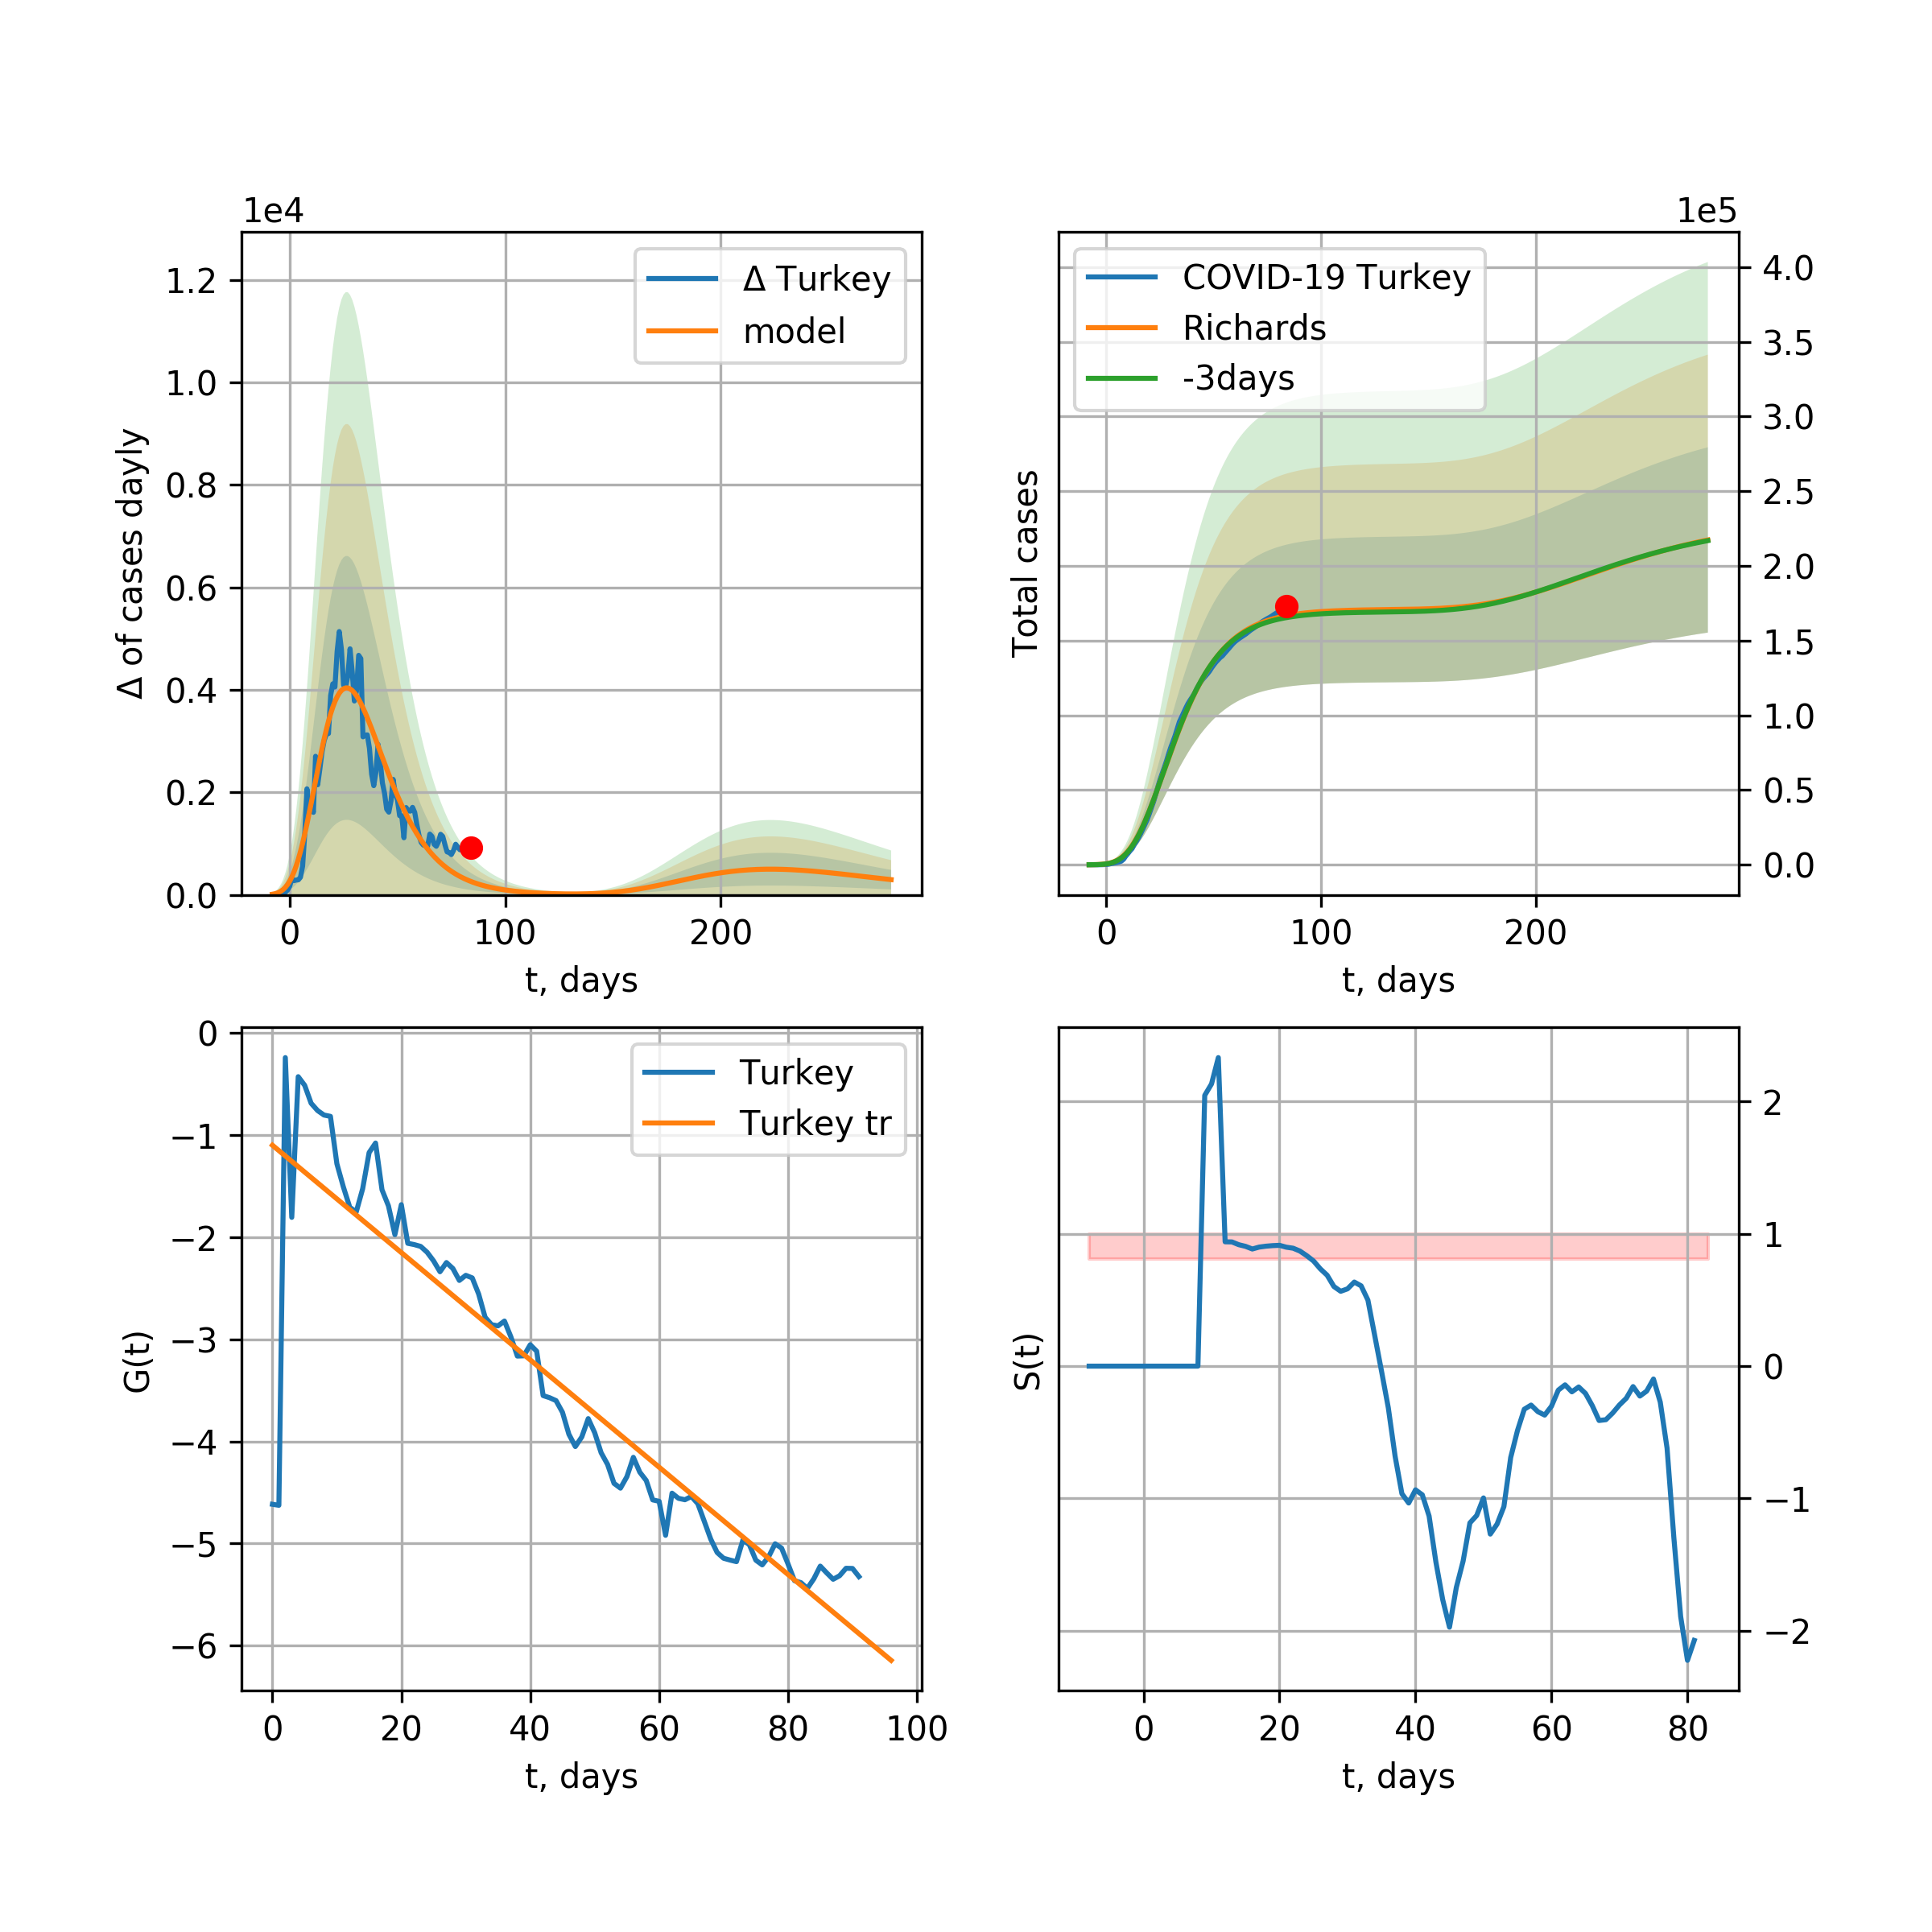 1e4
Δ of cases dayly
1.2
1.0
0.8
0.6
0.4
0.2
0.0
Δ Turkey
model
0 100 200
t, days
1e5
Total cases
COVID-19 Turkey
Richards
-3days
4.0
3.5
3.0
2.5
2.0
1.5
1.0
0.5
0.0
0 100 200
t, days
G(t)
0
−1
−2
−3
−4
−5
−6
Turkey
Turkey tr
0 20 40 60 80 100
t, days
S(t)
2
1
0
−1
−2
0 20 40 60 80
t, days